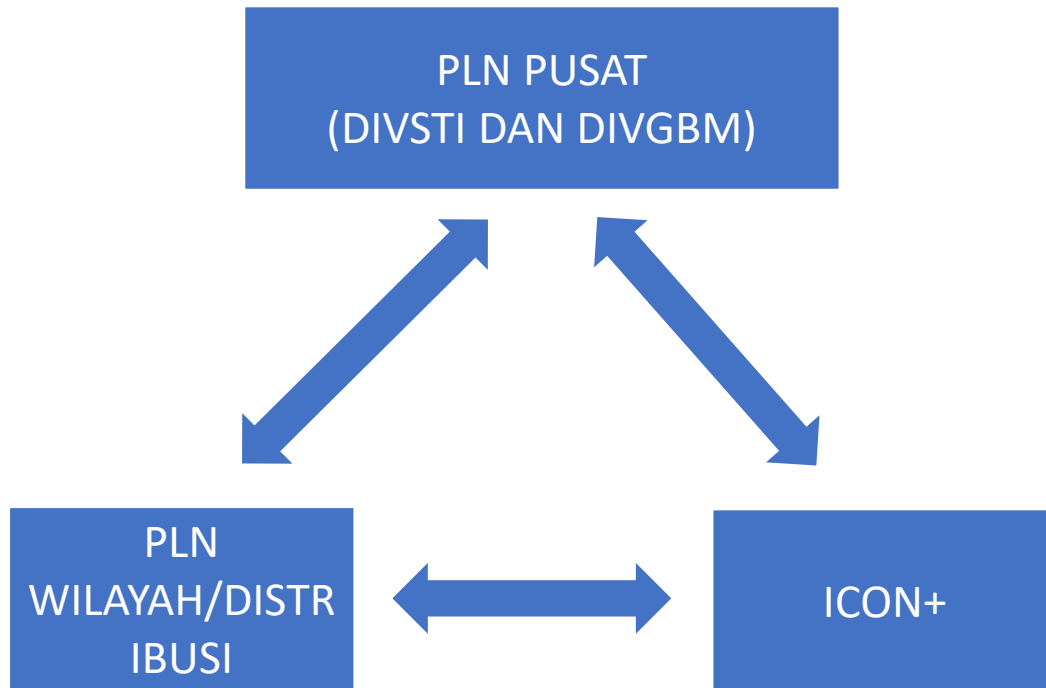 PLN PUSAT
(DIVSTI DAN DIVGBM)
PLN
WILAYAH/DISTR
IBUSI
ICON+